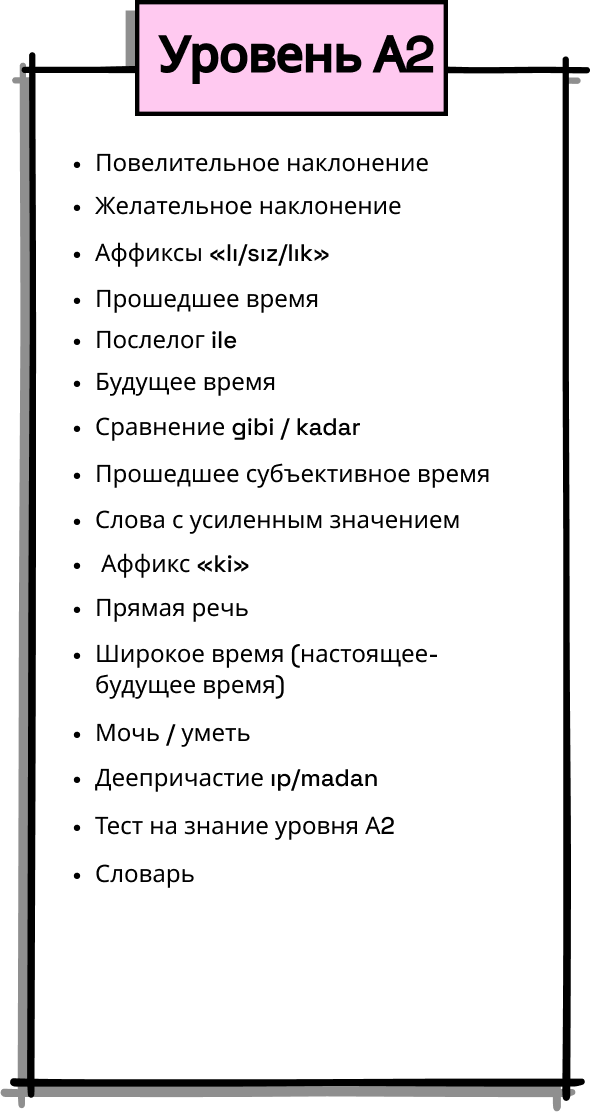 Уровень А2
• Повелительное наклонение
• Желательное наклонение
• Аффиксы «lı/sız/lık»
• Прошедшее время
• Послелог ile
• Будущее время
• Сравнение gibi / kadar
• Прошедшее субъективное время
• Слова с усиленным значением
• Аффикс «ki»
• Прямая речь
• Широкое время (настоящее-
будущее время)
• Мочь / уметь
• Деепричастие ıp/madan
• Тест на знание уровня А2
• Словарь